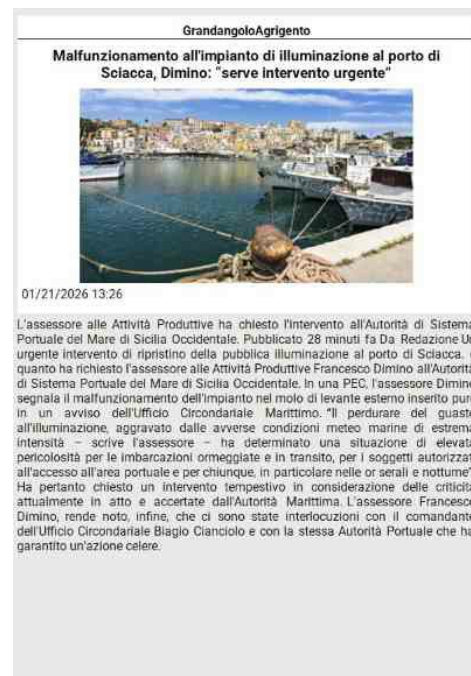 GrandangoloAgrigento
Malfunzionamento all'impianto di illuminazione al porto di
Sciacca, Dimino: "serve intervento urgente"
01/21/2026 13:26
L'assessore alle Attività Produttive ha chiesto l'intervento all'Autorità di Sistema
Portuale del Mare di Sicilia Occidentale. Pubblicato 28 minuti fa Da Redazione Un
urgente intervento di ripristino della pubblica illuminazione al porto di Sciacca.
quanto ha richiesto l'assessore alle Attività Produttive Francesco Dimino all'Autorità
di Sistema Portuale del Mare di Sicilia Occidentale. In una PEC, l'assessore Dimino
segnala il malfunzionamento dell'impianto nel molo di levante esterno inserito pure
in un avviso dell'Ufficio Circondariale Marittimo. "Il perdurare del guasto
all'illuminazione, aggravato dalle avverse condizioni meteo marine di estrema
intensità – scrive l'assessore – ha determinato una situazione di elevata
pericolosità per le imbarcazioni ormeggiate e in transito, per i soggetti autorizzati
all'accesso all'area portuale e per chiunque, in particolare nelle or serali e notturne"
Ha pertanto chiesto un intervento tempestivo in considerazione delle criticità
attualmente in atto e accertate dall'Autorità Marittima. L'assessore Francesco
Dimino, rende noto, infine, che ci sono state interlocuzioni con il comandante
dell'Ufficio Circondariale Biagio Cianciolo e con la stessa Autorità Portuale che ha
garantito un'azione celere.